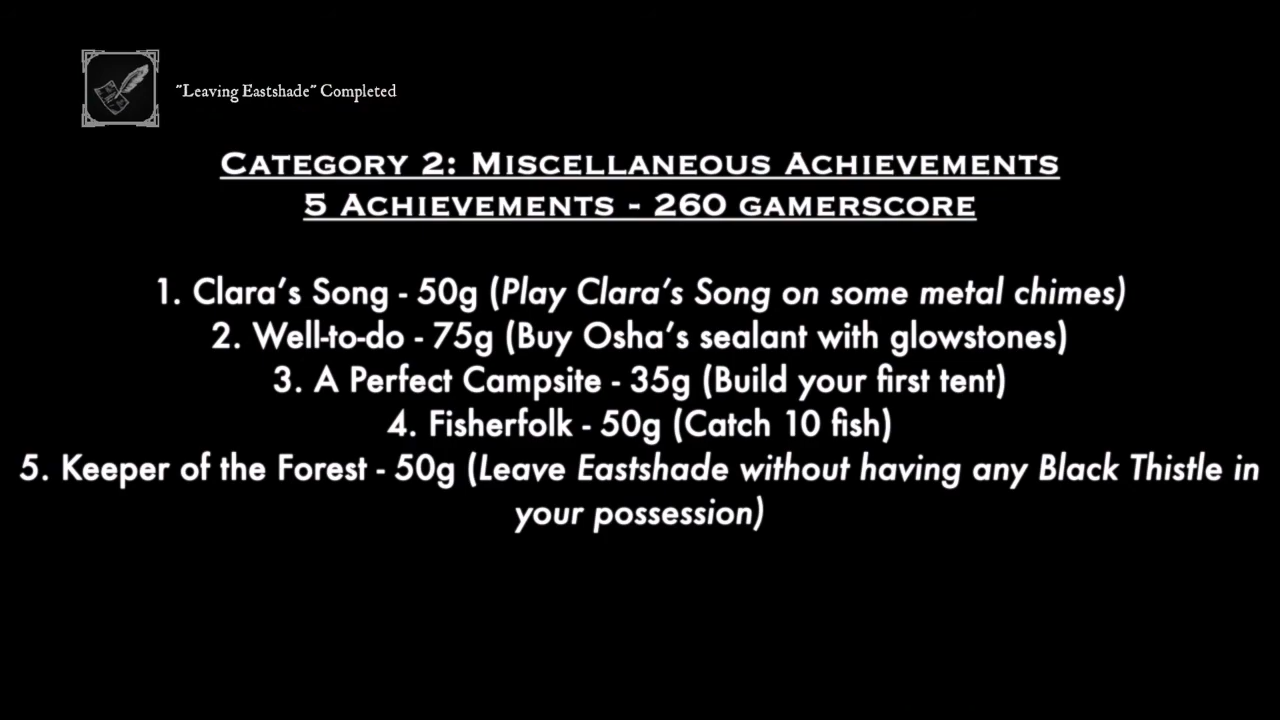 "Leaving Eastshade" Completed
Category 2: Miscellaneous Achievements
5 Achievements - 260 gamerscore
1. Clara's Song - 50g (Play Clara's Song on some metal chimes)
2. Well-to-do - 75g (Buy Osha's sealant with glowstones)
3. A Perfect Campsite - 35g (Build your first tent)
4. Fisherfolk - 50g (Catch 10 fish)
5. Keeper of the Forest - 50g (Leave Eastshade without having any Black Thistle in
your possession)